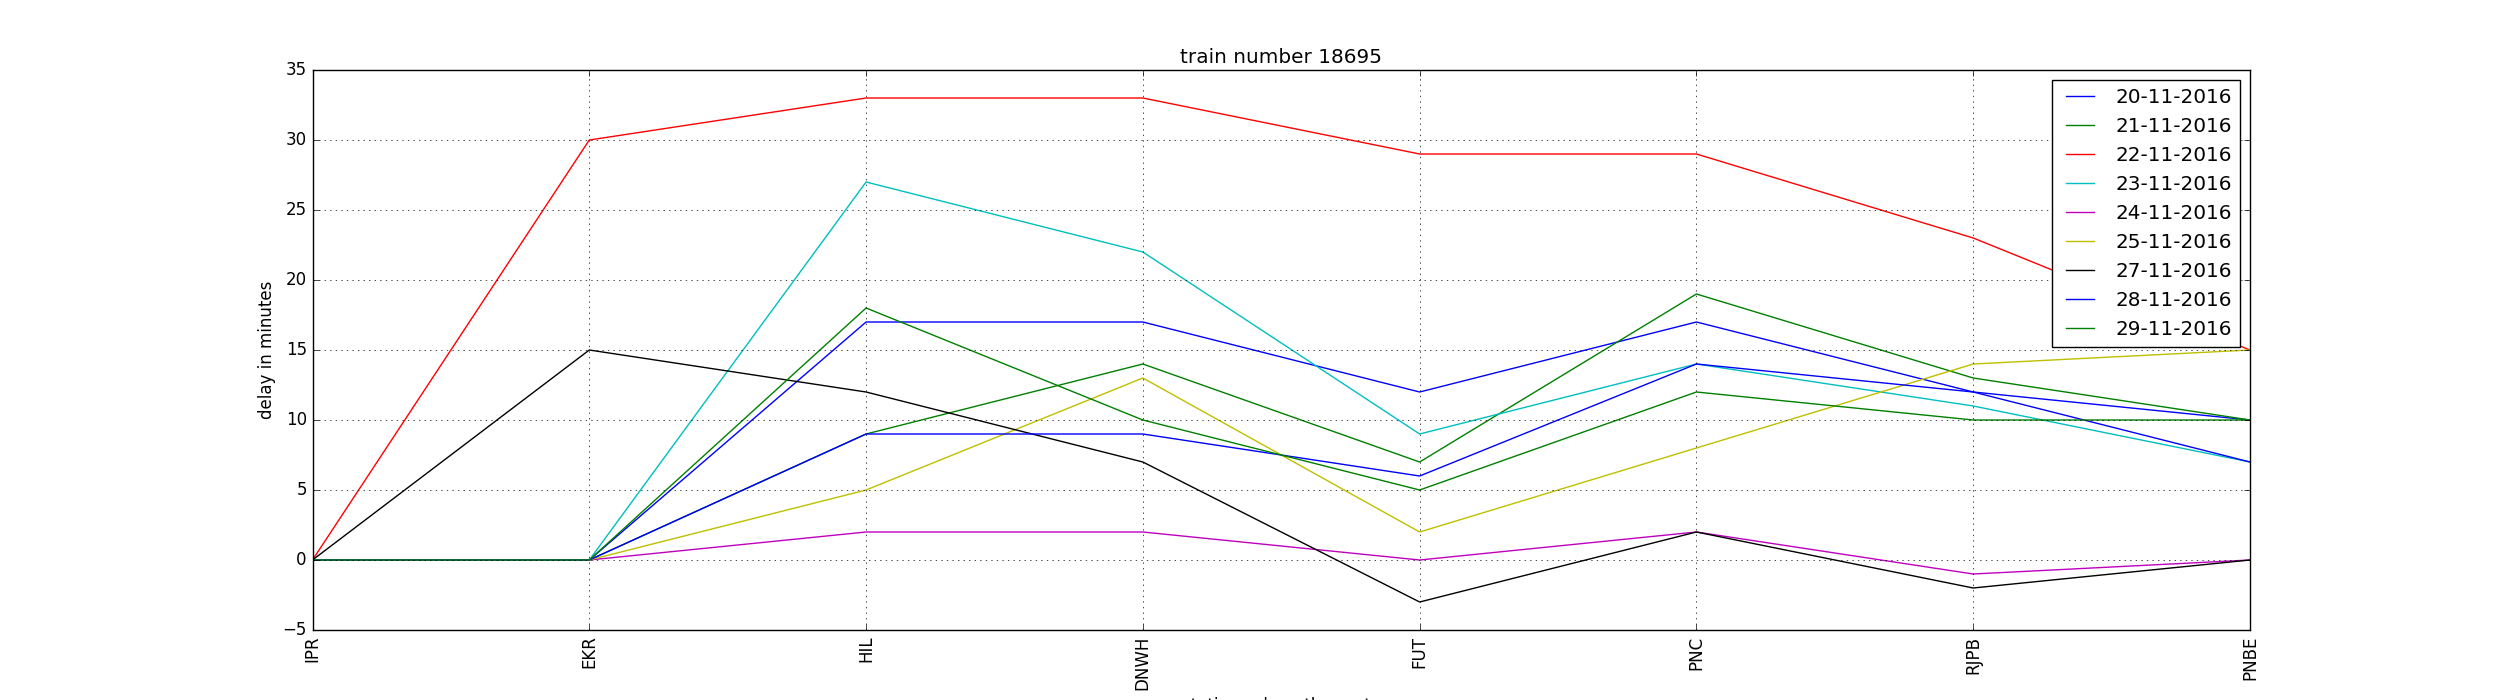 train number 18695
35
30
25
20
15
10
5
0
−5
delay in minutes
20-11-2016
21-11-2016
22-11-2016
23-11-2016
24-11-2016
25-11-2016
27-11-2016
28-11-2016
29-11-2016
IPR
EKR
HIL
DNWH
FUT
PNC
RJPB
PNBE